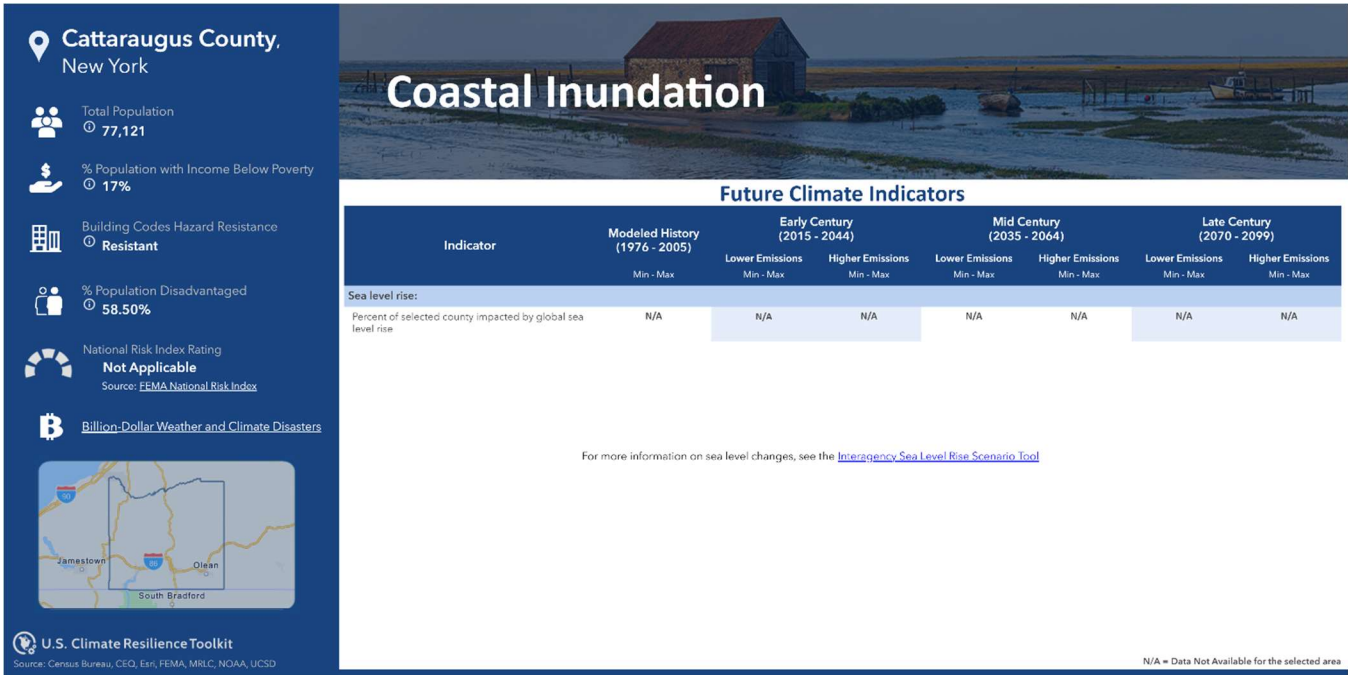 Cattaraugus County,
New York
Total Population
77,121
% Population with Income Below Poverty
17%
Building Codes Hazard Resistance
Resistant
% Population Disadvantaged
58.50%
National Risk Index Rating
Not Applicable
Source: FEMA National Risk Index
Billion-Dollar Weather and Climate Disasters
90
Jamestown
86
Olean
South Bradford
U.S. Climate Resilience Toolkit
Source: Census Bureau, CEQ, Esri, FEMA, MRLC, NOAA, UCSD
Coastal Inundation
Future Climate Indicators
Indicator
Modeled History
(1976 - 2005)
Min - Max
Early Century
(2015 - 2044)
Mid Century
(2035 - 2064)
Late Century
(2070 - 2099)
Lower Emissions Higher Emissions Lower Emissions Higher Emissions Lower Emissions Higher Emissions
Min - Max Min - Max Min - Max Min - Max Min - Max Min - Max
Sea level rise:
Percent of selected county impacted by global sea
level rise
N/A N/A N/A N/A N/A N/A N/A
For more information on sea level changes, see the Interagency Sea Level Rise Scenario Tool
N/A = Data Not Available for the selected area